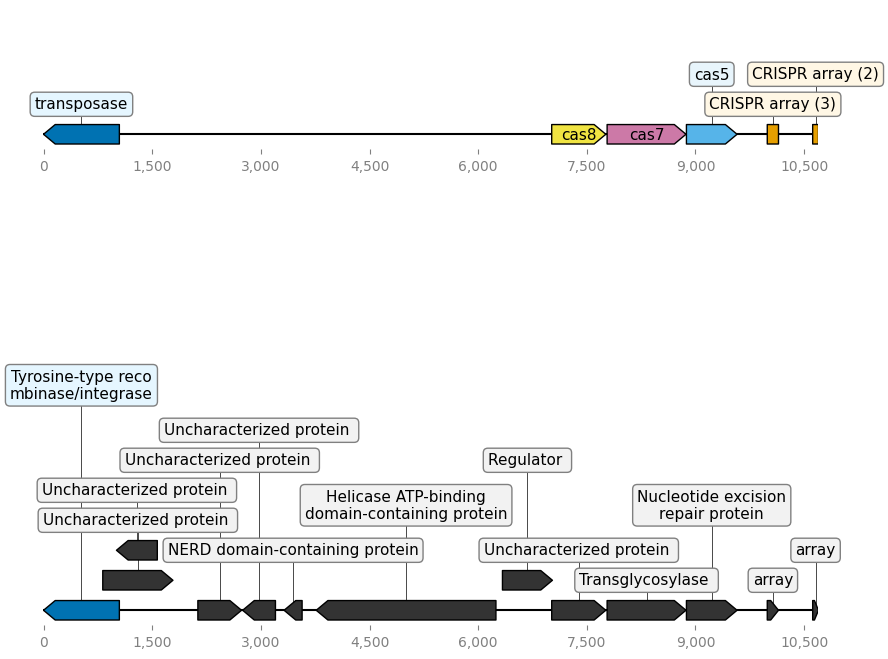 cas5
CRISPR array (2)
transposase
CRISPR array (3)
cas8
cas7
0
1,500
3,000
4,500
6,000
7,500
9,000
10,500
Tyrosine-type reco
mbinase/integrase
Uncharacterized protein
Uncharacterized protein
Regulator
Uncharacterized protein
Helicase ATP-binding
domain-containing protein
Nucleotide excision
repair protein
Uncharacterized protein
NERD domain-containing protein
Uncharacterized protein
array
Transglycosylase
array
0
1,500
3,000
4,500
6,000
7,500
9,000
10,500